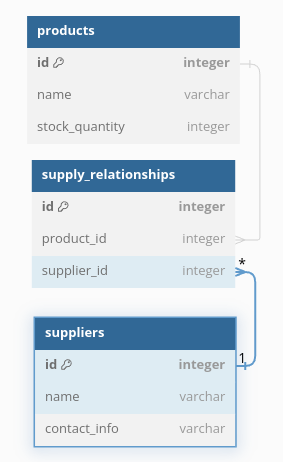 products
id integer
name varchar
stock_quantity integer
supply_relationships
id integer
product_id integer
supplier_id integer
*
suppliers
1
id integer
name varchar
contact_info varchar